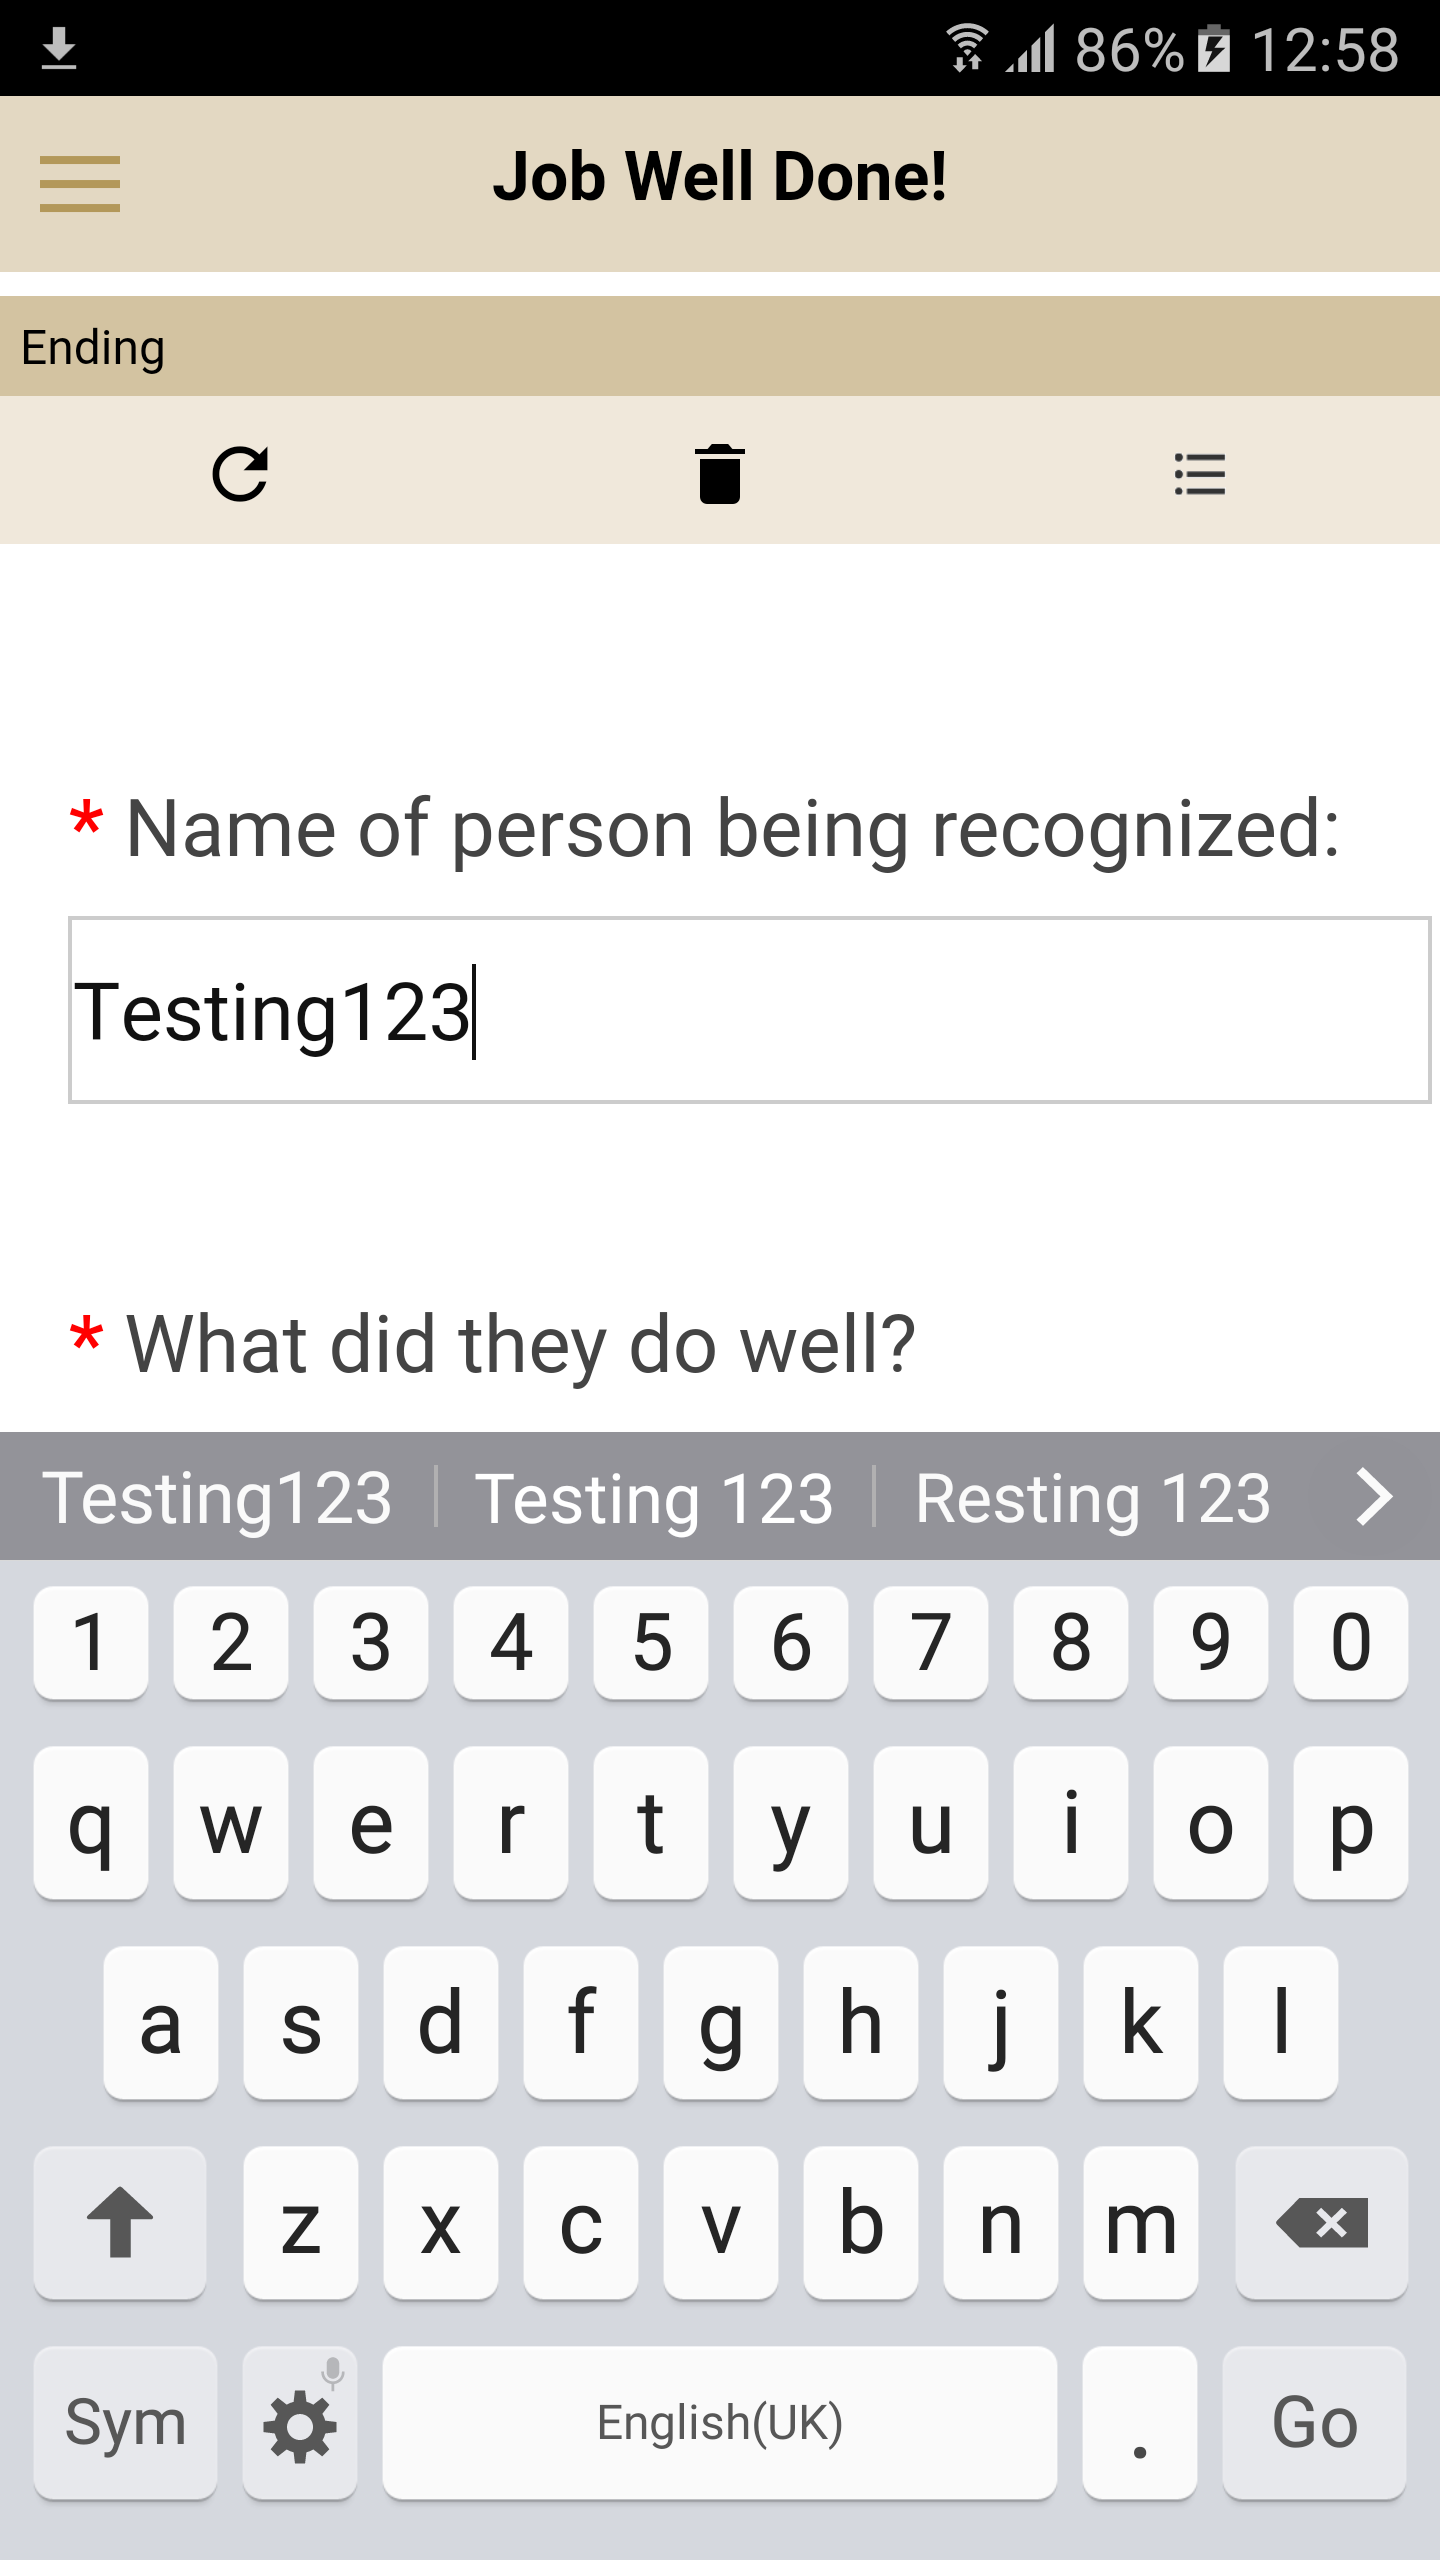 86% 12:58
Job Well Done!
Ending
* Name of person being recognized:
Testing123
* What did they do well?
Testing123 Testing 123 Resting 123
1 2 3 4 5 6 7 8 9 0
q w e r t y u i o p
a s d f g h j k l
z x c v b n m
Sym English(UK) . Go